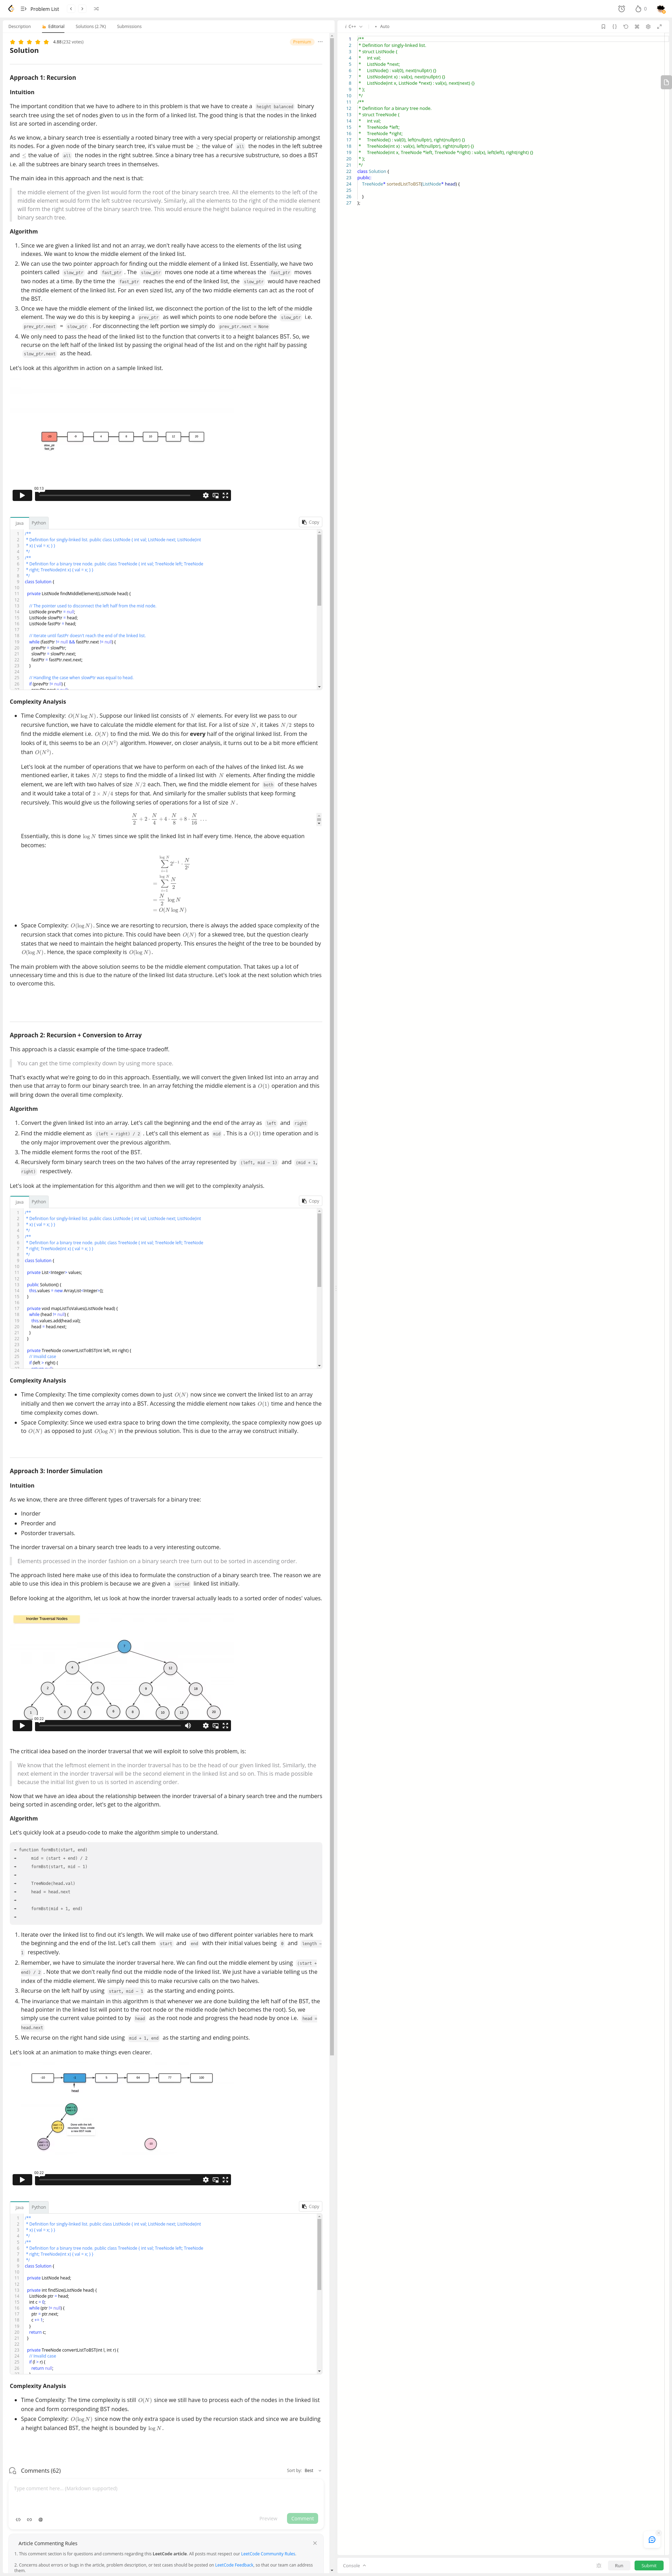 Problem List
Description
Editorial
Solutions (2.7K)
Submissions
4.88 (232 votes)
Premium
Solution
Approach 1: Recursion
Intuition
The important condition that we have to adhere to in this problem is that we have to create a height balanced binary
search tree using the set of nodes given to us in the form of a linked list. The good thing is that the nodes in the linked
list are sorted in ascending order.
As we know, a binary search tree is essentially a rooted binary tree with a very special property or relationship amongst
its nodes. For a given node of the binary search tree, it's value must be ≥ the value of all the nodes in the left subtree
and ≤ the value of all the nodes in the right subtree. Since a binary tree has a recursive substructure, so does a BST
i.e. all the subtrees are binary search trees in themselves.
The main idea in this approach and the next is that:
the middle element of the given list would form the root of the binary search tree. All the elements to the left of the
middle element would form the left subtree recursively. Similarly, all the elements to the right of the middle element
will form the right subtree of the binary search tree. This would ensure the height balance required in the resulting
binary search tree.
Algorithm
1. Since we are given a linked list and not an array, we don't really have access to the elements of the list using
indexes. We want to know the middle element of the linked list.
2. We can use the two pointer approach for finding out the middle element of a linked list. Essentially, we have two
pointers called slow_ptr and fast_ptr . The slow_ptr moves one node at a time whereas the fast_ptr moves
two nodes at a time. By the time the fast_ptr reaches the end of the linked list, the slow_ptr would have reached
the middle element of the linked list. For an even sized list, any of the two middle elements can act as the root of
the BST.
3. Once we have the middle element of the linked list, we disconnect the portion of the list to the left of the middle
element. The way we do this is by keeping a prev_ptr as well which points to one node before the slow_ptr i.e.
prev_ptr.next = slow_ptr . For disconnecting the left portion we simply do prev_ptr.next = None
4. We only need to pass the head of the linked list to the function that converts it to a height balances BST. So, we
recurse on the left half of the linked list by passing the original head of the list and on the right half by passing
slow_ptr.next as the head.
Let's look at this algorithm in action on a sample linked list.
00:13
Java
Python
Copy
1 /**
2 * Definition for singly-linked list. public class ListNode { int val; ListNode next; ListNode(int
3 * x) { val = x; } }
4 */
5 /**
6 * Definition for a binary tree node. public class TreeNode { int val; TreeNode left; TreeNode
7 * right; TreeNode(int x) { val = x; } }
8 */
9 class Solution {
10
11 private ListNode findMiddleElement(ListNode head) {
12
13 // The pointer used to disconnect the left half from the mid node.
14 ListNode prevPtr = null;
15 ListNode slowPtr = head;
16 ListNode fastPtr = head;
17
18 // Iterate until fastPr doesn't reach the end of the linked list.
19 while (fastPtr != null && fastPtr.next != null) {
20 prevPtr = slowPtr;
21 slowPtr = slowPtr.next;
22 fastPtr = fastPtr.next.next;
23 }
24
25 // Handling the case when slowPtr was equal to head.
26 if (prevPtr != null) {
Complexity Analysis
Time Complexity: O(N log N). Suppose our linked list consists of N elements. For every list we pass to our
recursive function, we have to calculate the middle element for that list. For a list of size N, it takes N/2 steps to
find the middle element i.e. O(N) to find the mid. We do this for every half of the original linked list. From the
looks of it, this seems to be an O(N²) algorithm. However, on closer analysis, it turns out to be a bit more efficient
than O(N²).
Let's look at the number of operations that we have to perform on each of the halves of the linked list. As we
mentioned earlier, it takes N/2 steps to find the middle of a linked list with N elements. After finding the middle
element, we are left with two halves of size N/2 each. Then, we find the middle element for both of these halves
and it would take a total of 2 × N/4 steps for that. And similarly for the smaller sublists that keep forming
recursively. This would give us the following series of operations for a list of size N.
N/2 + 2 · N/4 + 4 · N/8 + 8 · N/16 ...
Essentially, this is done log N times since we split the linked list in half every time. Hence, the above equation
becomes:
∑ 2^(i−1) · N/2^i
= ∑ N/2
= N/2 log N
= O(N log N)
Space Complexity: O(log N). Since we are resorting to recursion, there is always the added space complexity of the
recursion stack that comes into picture. This could have been O(N) for a skewed tree, but the question clearly
states that we need to maintain the height balanced property. This ensures the height of the tree to be bounded by
O(log N). Hence, the space complexity is O(log N).
The main problem with the above solution seems to be the middle element computation. That takes up a lot of
unnecessary time and this is due to the nature of the linked list data structure. Let's look at the next solution which tries
to overcome this.
Approach 2: Recursion + Conversion to Array
This approach is a classic example of the time-space tradeoff.
You can get the time complexity down by using more space.
That's exactly what we're going to do in this approach. Essentially, we will convert the given linked list into an array and
then use that array to form our binary search tree. In an array fetching the middle element is a O(1) operation and this
will bring down the overall time complexity.
Algorithm
1. Convert the given linked list into an array. Let's call the beginning and the end of the array as left and right
2. Find the middle element as (left + right) / 2 . Let's call this element as mid . This is a O(1) time operation and is
the only major improvement over the previous algorithm.
3. The middle element forms the root of the BST.
4. Recursively form binary search trees on the two halves of the array represented by (left, mid - 1) and (mid + 1,
right) respectively.
Let's look at the implementation for this algorithm and then we will get to the complexity analysis.
Java
Python
Copy
1 /**
2 * Definition for singly-linked list. public class ListNode { int val; ListNode next; ListNode(int
3 * x) { val = x; } }
4 */
5 /**
6 * Definition for a binary tree node. public class TreeNode { int val; TreeNode left; TreeNode
7 * right; TreeNode(int x) { val = x; } }
8 */
9 class Solution {
10
11 private List<Integer> values;
12
13 public Solution() {
14 this.values = new ArrayList<Integer>();
15 }
16
17 private void mapListToValues(ListNode head) {
18 while (head != null) {
19 this.values.add(head.val);
20 head = head.next;
21 }
22 }
23
24 private TreeNode convertListToBST(int left, int right) {
25 // Invalid case
26 if (left > right) {
Complexity Analysis
Time Complexity: The time complexity comes down to just O(N) now since we convert the linked list to an array
initially and then we convert the array into a BST. Accessing the middle element now takes O(1) time and hence the
time complexity comes down.
Space Complexity: Since we used extra space to bring down the time complexity, the space complexity now goes up
to O(N) as opposed to just O(log N) in the previous solution. This is due to the array we construct initially.
Approach 3: Inorder Simulation
Intuition
As we know, there are three different types of traversals for a binary tree:
Inorder
Preorder and
Postorder traversals.
The inorder traversal on a binary search tree leads to a very interesting outcome.
Elements processed in the inorder fashion on a binary search tree turn out to be sorted in ascending order.
The approach listed here make use of this idea to formulate the construction of a binary search tree. The reason we are
able to use this idea in this problem is because we are given a sorted linked list initially.
Before looking at the algorithm, let us look at how the inorder traversal actually leads to a sorted order of nodes' values.
Inorder Traversal Nodes
00:22
The critical idea based on the inorder traversal that we will exploit to solve this problem, is:
We know that the leftmost element in the inorder traversal has to be the head of our given linked list. Similarly, the
next element in the inorder traversal will be the second element in the linked list and so on. This is made possible
because the initial list given to us is sorted in ascending order.
Now that we have an idea about the relationship between the inorder traversal of a binary search tree and the numbers
being sorted in ascending order, let's get to the algorithm.
Algorithm
Let's quickly look at a pseudo-code to make the algorithm simple to understand.
➔ function formBst(start, end)
➔ mid = (start + end) / 2
➔ formBst(start, mid - 1)
➔
➔ TreeNode(head.val)
➔ head = head.next
➔
➔ formBst(mid + 1, end)
➔
1. Iterate over the linked list to find out it's length. We will make use of two different pointer variables here to mark
the beginning and the end of the list. Let's call them start and end with their initial values being 0 and length -
1 respectively.
2. Remember, we have to simulate the inorder traversal here. We can find out the middle element by using (start +
end) / 2 . Note that we don't really find out the middle node of the linked list. We just have a variable telling us the
index of the middle element. We simply need this to make recursive calls on the two halves.
3. Recurse on the left half by using start, mid - 1 as the starting and ending points.
4. The invariance that we maintain in this algorithm is that whenever we are done building the left half of the BST, the
head pointer in the linked list will point to the root node or the middle node (which becomes the root). So, we
simply use the current value pointed to by head as the root node and progress the head node by once i.e. head =
head.next
5. We recurse on the right hand side using mid + 1, end as the starting and ending points.
Let's look at an animation to make things even clearer.
head
00:22
Java
Python
Copy
1 /**
2 * Definition for singly-linked list. public class ListNode { int val; ListNode next; ListNode(int
3 * x) { val = x; } }
4 */
5 /**
6 * Definition for a binary tree node. public class TreeNode { int val; TreeNode left; TreeNode
7 * right; TreeNode(int x) { val = x; } }
8 */
9 class Solution {
10
11 private ListNode head;
12
13 private int findSize(ListNode head) {
14 ListNode ptr = head;
15 int c = 0;
16 while (ptr != null) {
17 ptr = ptr.next;
18 c += 1;
19 }
20 return c;
21 }
22
23 private TreeNode convertListToBST(int l, int r) {
24 // Invalid case
25 if (l > r) {
26 return null;
Complexity Analysis
Time Complexity: The time complexity is still O(N) since we still have to process each of the nodes in the linked list
once and form corresponding BST nodes.
Space Complexity: O(log N) since now the only extra space is used by the recursion stack and since we are building
a height balanced BST, the height is bounded by log N.
Comments (62)
Sort by: Best
Type comment here... (Markdown supported)
Preview
Comment
Article Commenting Rules
1. This comment section is for questions and comments regarding this LeetCode article. All posts must respect our LeetCode Community Rules.
2. Concerns about errors or bugs in the article, problem description, or test cases should be posted on LeetCode Feedback, so that our team can address
them.
C++
Auto
1 /**
2 * Definition for singly-linked list.
3 * struct ListNode {
4 * int val;
5 * ListNode *next;
6 * ListNode() : val(0), next(nullptr) {}
7 * ListNode(int x) : val(x), next(nullptr) {}
8 * ListNode(int x, ListNode *next) : val(x), next(next) {}
9 * };
10 */
11 /**
12 * Definition for a binary tree node.
13 * struct TreeNode {
14 * int val;
15 * TreeNode *left;
16 * TreeNode *right;
17 * TreeNode() : val(0), left(nullptr), right(nullptr) {}
18 * TreeNode(int x) : val(x), left(nullptr), right(nullptr) {}
19 * TreeNode(int x, TreeNode *left, TreeNode *right) : val(x), left(left), right(right) {}
20 * };
21 */
22 class Solution {
23 public:
24 TreeNode* sortedListToBST(ListNode* head) {
25
26 }
27 };
Console
Run
Submit